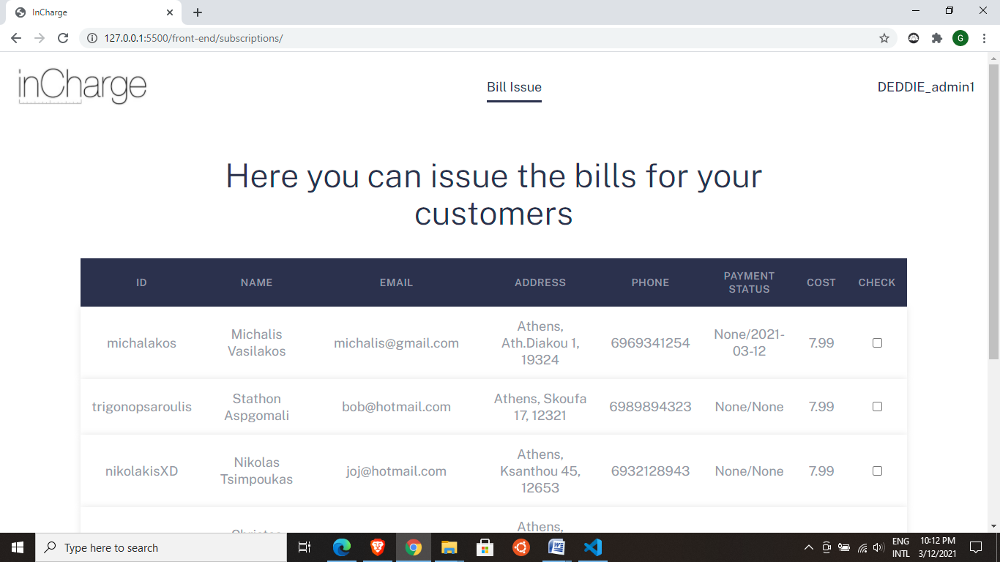 InCharge
127.0.0.1:5500/front-end/subscriptions/
G
inCharge
Bill Issue
DEDDIE_admin1
Here you can issue the bills for your
customers
ID NAME EMAIL ADDRESS PHONE PAYMENT STATUS COST CHECK
michalakos Michalis Vasilakos michalis@gmail.com Athens, Ath.Diakou 1, 19324 6969341254 None/2021-03-12 7.99
trigonopsaroulis Stathon Aspgomali bob@hotmail.com Athens, Skoufa 17, 12321 6989894323 None/None 7.99
nikolakisXD Nikolas Tsimpoukas joj@hotmail.com Athens, Ksanthou 45, 12653 6932128943 None/None 7.99
Athens,
Type here to search
ENG
INTL
10:12 PM
3/12/2021